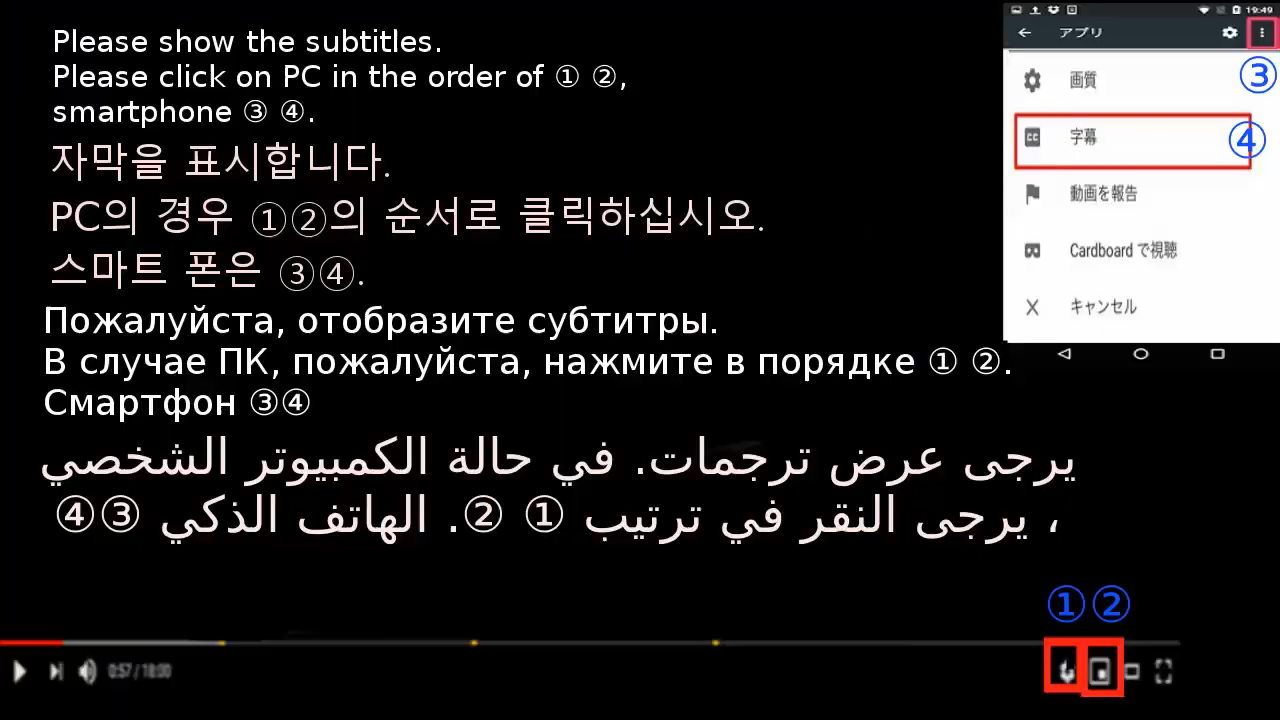 Please show the subtitles.
Please click on PC in the order of ① ②,
smartphone ③ ④.
자막을 표시합니다.
PC의 경우 ①②의 순서로 클릭하십시오.
스마트 폰은 ③④.
Пожалуйста, отобразите субтитры.
В случае ПК, пожалуйста, нажмите в порядке ① ②.
Смартфон ③④
يرجى عرض ترجمات. في حالة الكمبيوتر الشخصي
، يرجى النقر في ترتيب ① ②. الهاتف الذكي ③④
19:49
アプリ
③
画質
字幕
④
動画を報告
Cardboard で視聴
キャンセル
①②
0:57 / 18:00